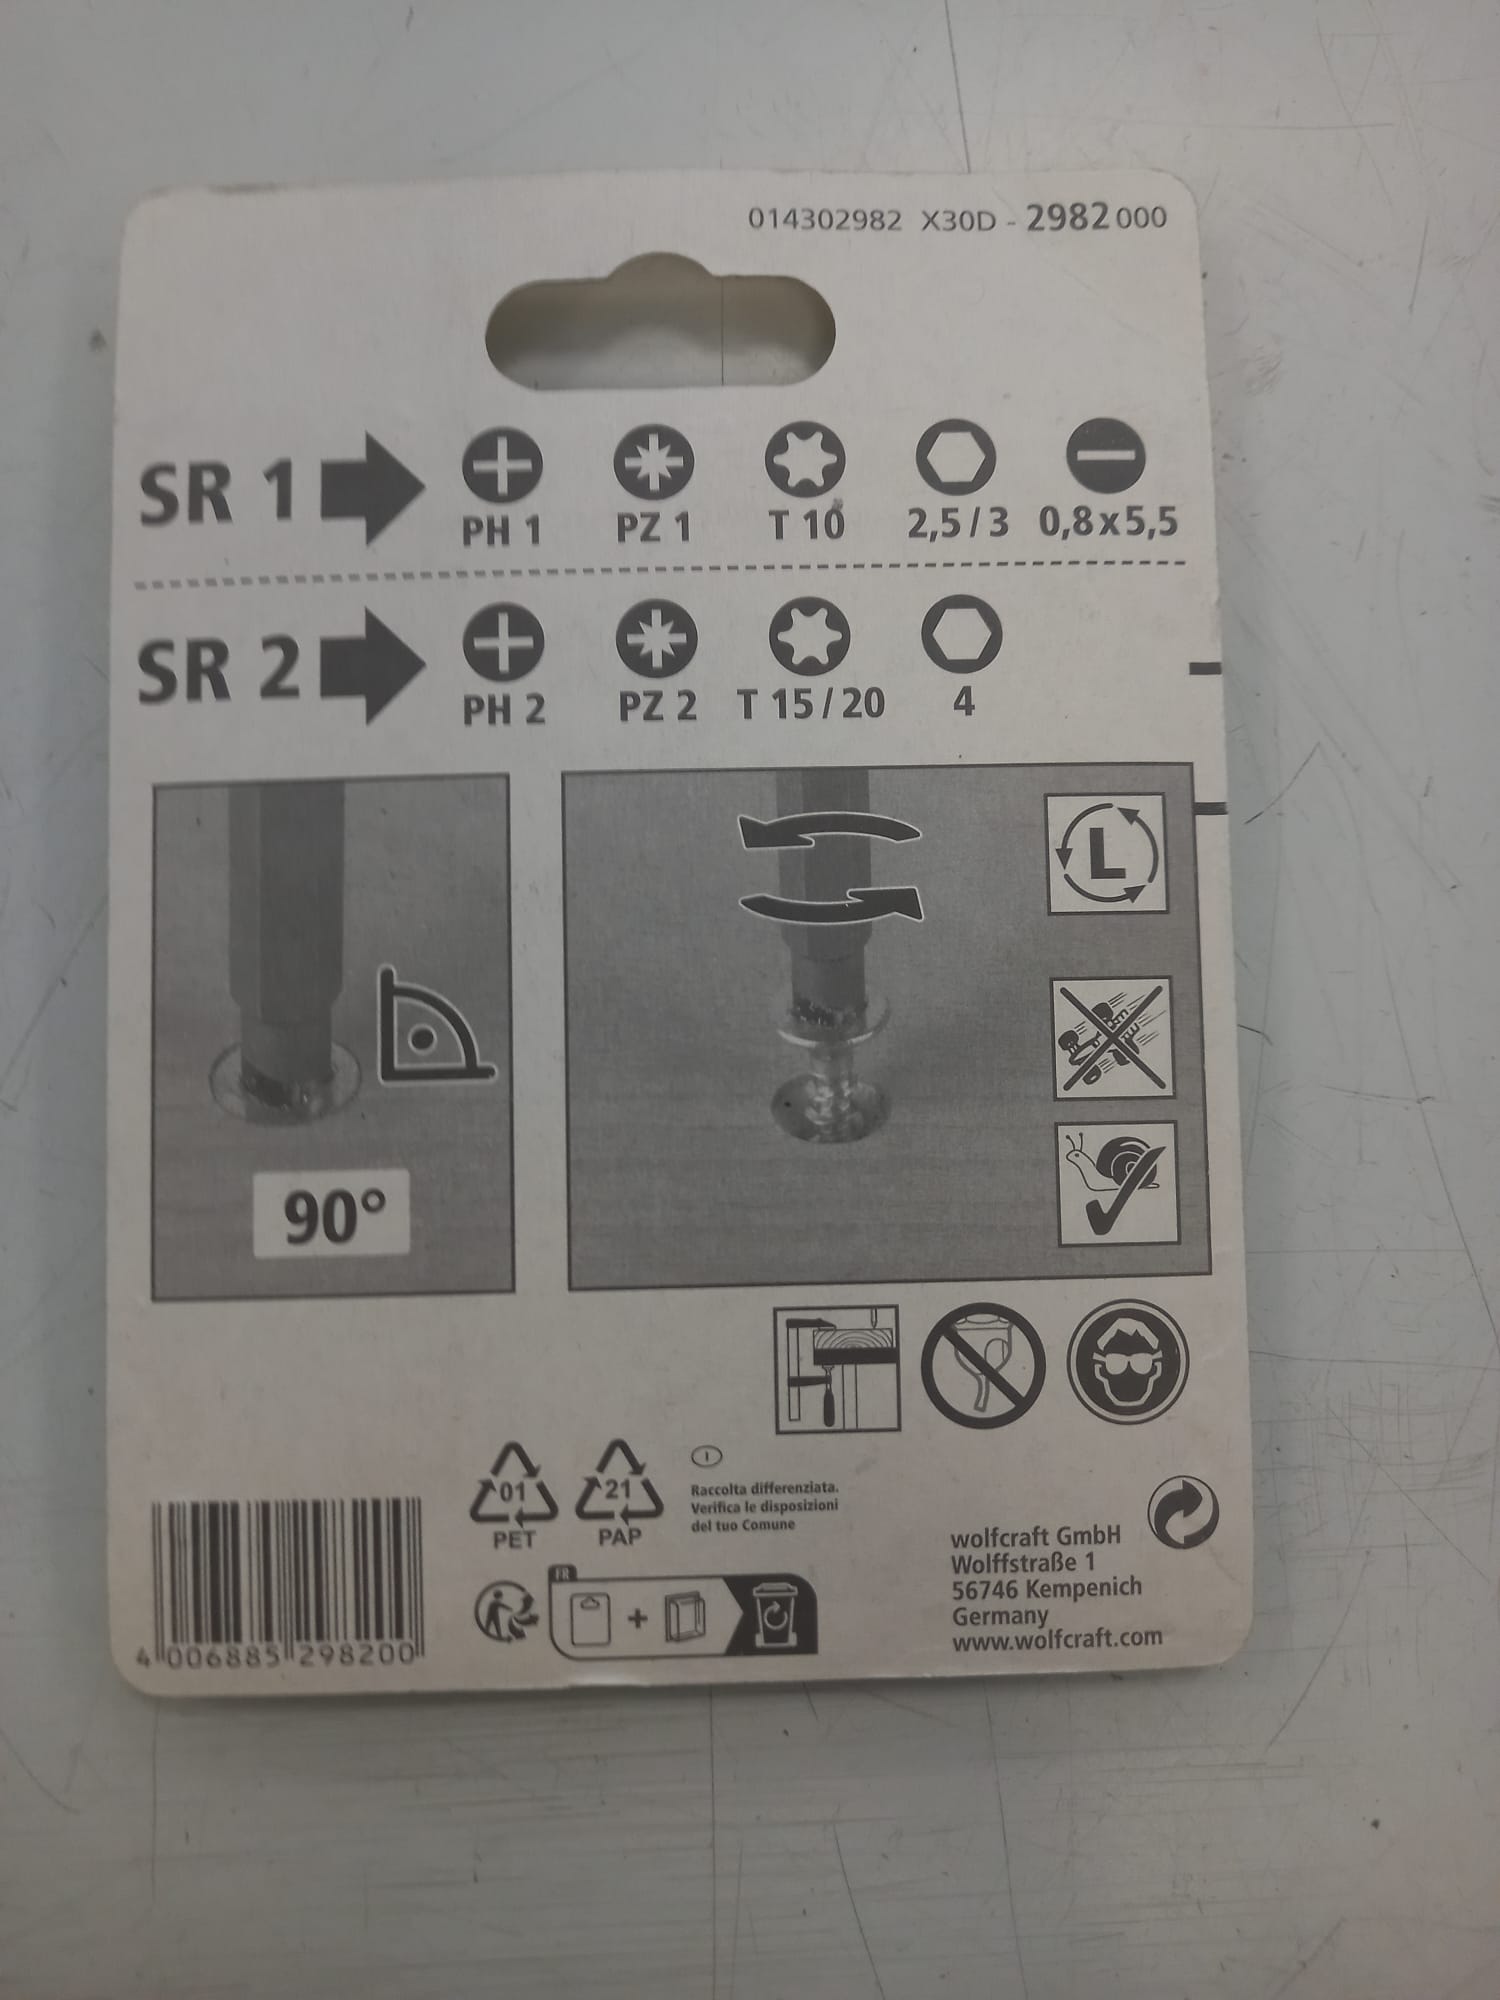 014302982 X30D - 2982 000
SR 1
PH 1
PZ 1
T 10
2,5 / 3
0,8 x 5,5
SR 2
PH 2
PZ 2
T 15 / 20
4
90°
L
01
PET
21
PAP
I
Raccolta differenziata.
Verifica le disposizioni
del tuo Comune
FR
+
wolfcraft GmbH
Wolffstraße 1
56746 Kempenich
Germany
www.wolfcraft.com
4 006885 298200